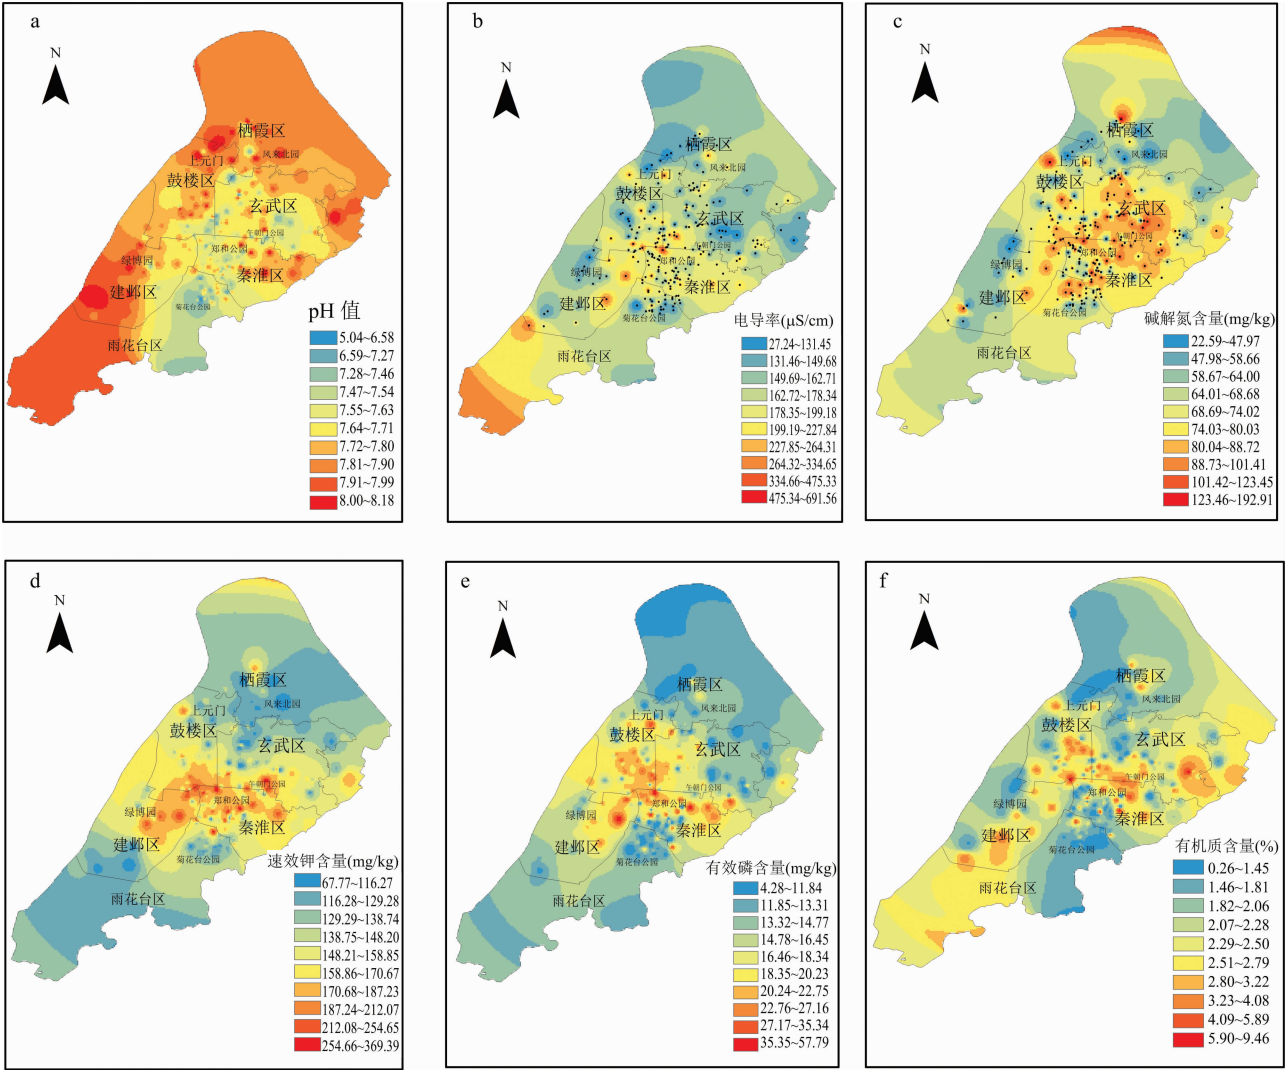 a
N
栖霞区
上元门
凤来北园
鼓楼区
玄武区
午朝门公园
郑和公园
绿博园
秦淮区
建邺区
菊花台公园
雨花台区
pH 值
5.04~6.58
6.59~7.27
7.28~7.46
7.47~7.54
7.55~7.63
7.64~7.71
7.72~7.80
7.81~7.90
7.91~7.99
8.00~8.18
b
N
栖霞区
上元门
凤来北园
鼓楼区
玄武区
午朝门公园
郑和公园
绿博园
秦淮区
建邺区
菊花台公园
雨花台区
电导率(μS/cm)
27.24~131.45
131.46~149.68
149.69~162.71
162.72~178.34
178.35~199.18
199.19~227.84
227.85~264.31
264.32~334.65
334.66~475.33
475.34~691.56
c
N
栖霞区
上元门
凤来北园
鼓楼区
玄武区
午朝门公园
郑和公园
绿博园
秦淮区
建邺区
菊花台公园
雨花台区
碱解氮含量(mg/kg)
22.59~47.97
47.98~58.66
58.67~64.00
64.01~68.68
68.69~74.02
74.03~80.03
80.04~88.72
88.73~101.41
101.42~123.45
123.46~192.91
d
N
栖霞区
上元门
凤来北园
鼓楼区
玄武区
午朝门公园
郑和公园
绿博园
秦淮区
建邺区
菊花台公园
雨花台区
速效钾含量(mg/kg)
67.77~116.27
116.28~129.28
129.29~138.74
138.75~148.20
148.21~158.85
158.86~170.67
170.68~187.23
187.24~212.07
212.08~254.65
254.66~369.39
e
N
栖霞区
上元门
凤来北园
鼓楼区
玄武区
午朝门公园
郑和公园
绿博园
秦淮区
建邺区
菊花台公园
雨花台区
有效磷含量(mg/kg)
4.28~11.84
11.85~13.31
13.32~14.77
14.78~16.45
16.46~18.34
18.35~20.23
20.24~22.75
22.76~27.16
27.17~35.34
35.35~57.79
f
N
栖霞区
上元门
凤来北园
鼓楼区
玄武区
午朝门公园
郑和公园
绿博园
秦淮区
建邺区
菊花台公园
雨花台区
有机质含量(%)
0.26~1.45
1.46~1.81
1.82~2.06
2.07~2.28
2.29~2.50
2.51~2.79
2.80~3.22
3.23~4.08
4.09~5.89
5.90~9.46